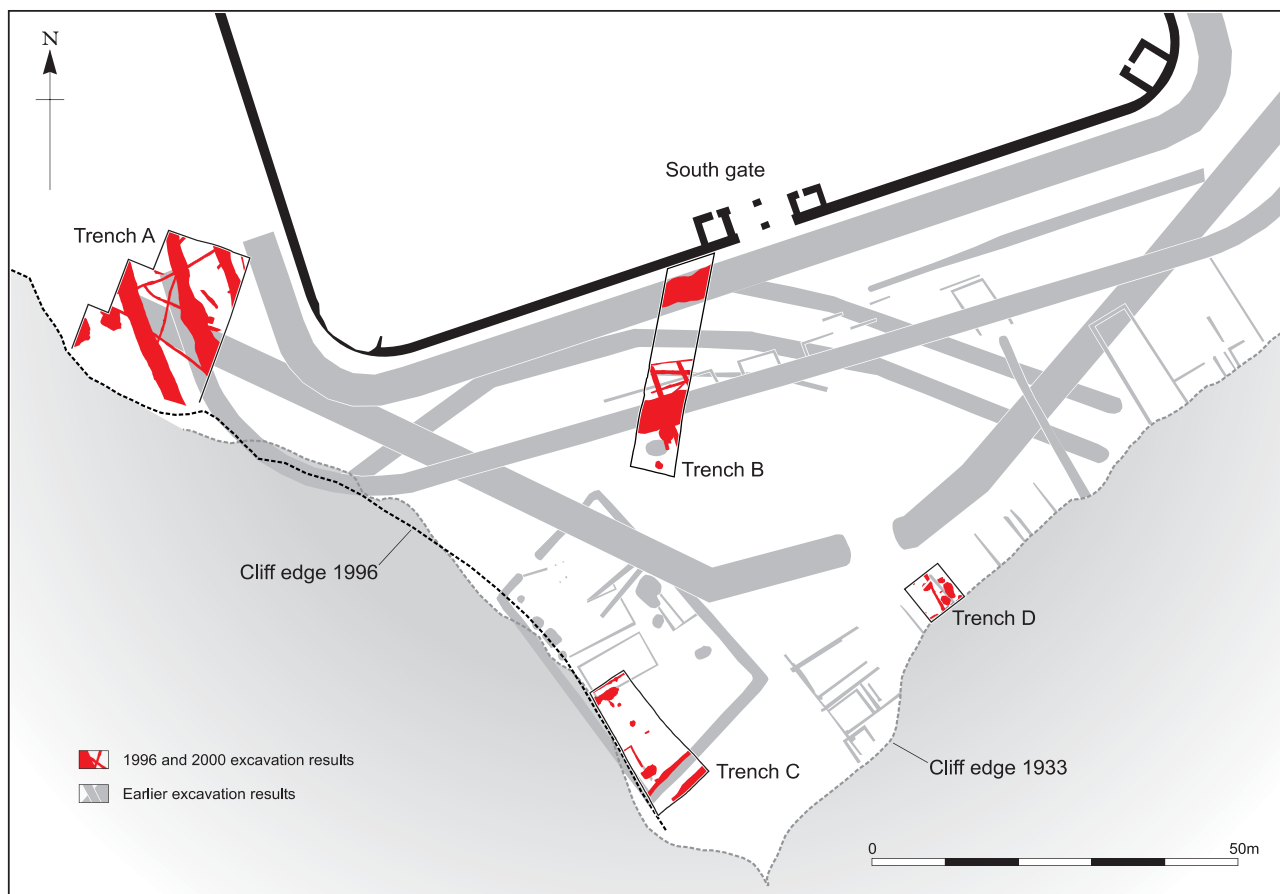 N
South gate
Trench A
Trench B
Cliff edge 1996
Trench D
Trench C
Cliff edge 1933
1996 and 2000 excavation results
Earlier excavation results
0 50m